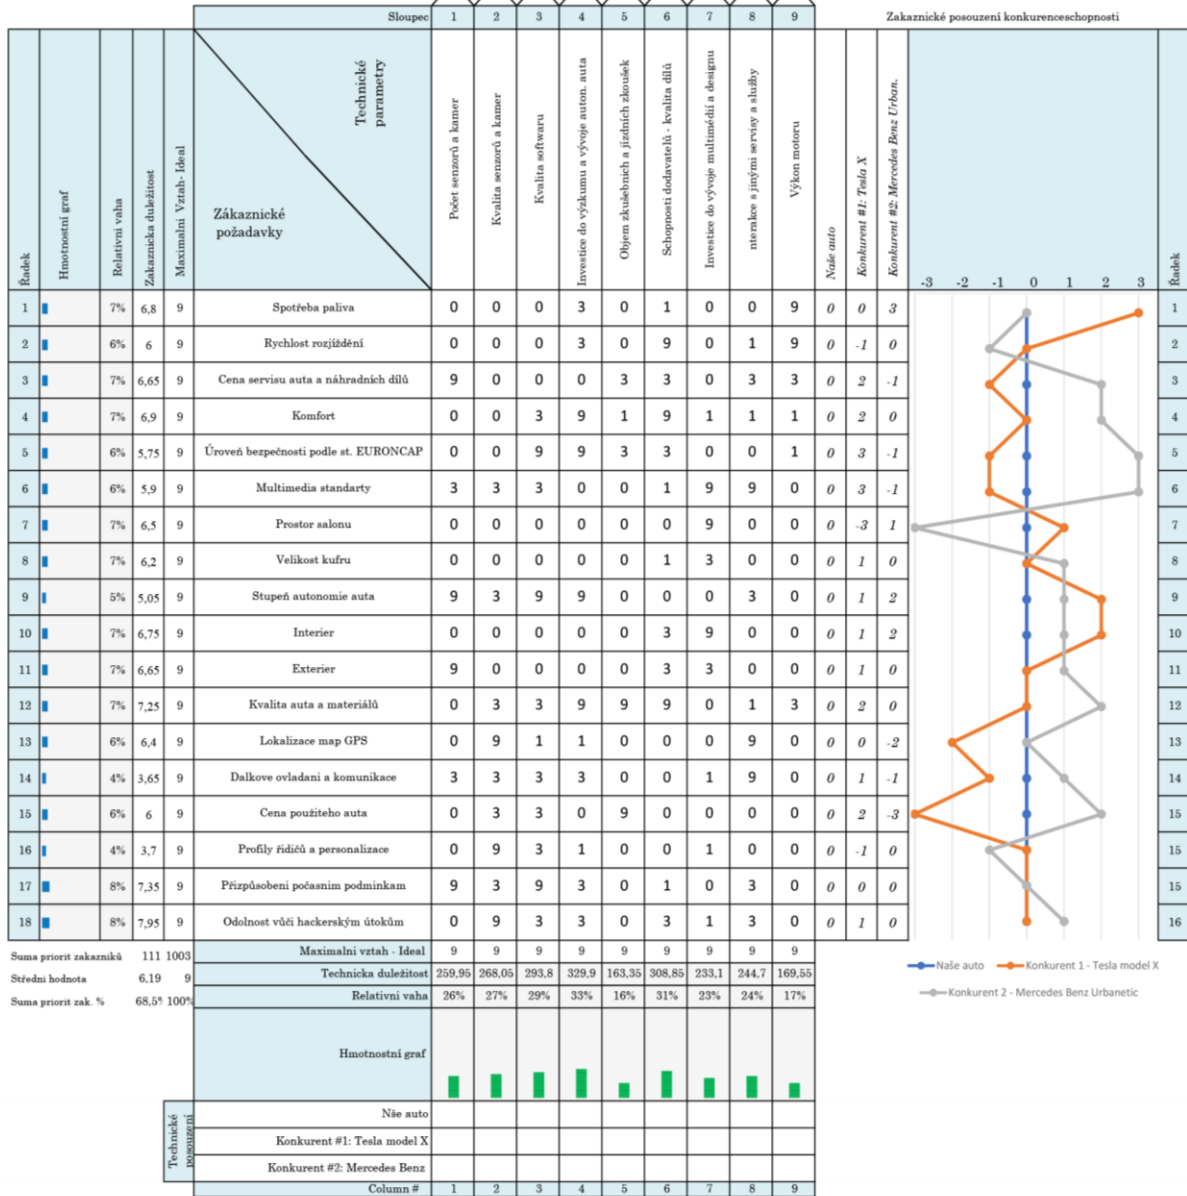 Sloupec 1 2 3 4 5 6 7 8 9
Zakaznické posouzení konkurenceschopnosti
Řadek
Hmotnostní graf
Relativni vaha
Zakaznicka duležitost
Maximalni Vztah- Ideal
Technické
parametry
Zákaznické
požadavky
Počet senzorů a kamer
Kvalita senzorů a kamer
Kvalita softwaru
Investice do výzkumu a vývoje auton. auta
Objem zkušebnich a jízdních zkoušek
Schopnosti dodavatelů - kvalita dílů
Investice do vývoje multimédií a designu
nterakce s jinými servisy a služby
Výkon motoru
Naše auto
Konkurent #1: Tesla X
Konkurent #2: Mercedes Benz Urban.
-3 -2 -1 0 1 2 3
Řadek
1 7% 6,8 9 Spotřeba paliva 0 0 0 3 0 1 0 0 9 0 0 3 1
2 6% 6 9 Rychlost rozjíždění 0 0 0 3 0 9 0 1 9 0 -1 0 2
3 7% 6,65 9 Cena servisu auta a náhradních dílů 9 0 0 0 3 3 0 3 3 0 2 -1 3
4 7% 6,9 9 Komfort 0 0 3 9 1 9 1 1 1 0 2 0 4
5 6% 5,75 9 Úroveň bezpečnosti podle st. EURONCAP 0 0 9 9 3 3 0 0 1 0 3 -1 5
6 6% 5,9 9 Multimedia standarty 3 3 3 0 0 1 9 9 0 0 3 -1 6
7 7% 6,5 9 Prostor salonu 0 0 0 0 0 0 9 0 0 0 -3 1 7
8 7% 6,2 9 Velikost kufru 0 0 0 0 0 1 3 0 0 0 1 0 8
9 5% 5,05 9 Stupeň autonomie auta 9 3 9 9 0 0 0 3 0 0 1 2 9
10 7% 6,75 9 Interier 0 0 0 0 0 3 9 0 0 0 1 2 10
11 7% 6,65 9 Exterier 9 0 0 0 0 3 3 0 0 0 1 0 11
12 7% 7,25 9 Kvalita auta a materiálů 0 3 3 9 9 9 0 1 3 0 2 0 12
13 6% 6,4 9 Lokalizace map GPS 0 9 1 1 0 0 0 9 0 0 0 -2 13
14 4% 3,65 9 Dalkove ovladani a komunikace 3 3 3 3 0 0 1 9 0 0 1 -1 14
15 6% 6 9 Cena použiteho auta 0 3 3 0 9 0 0 0 0 0 2 -3 15
16 4% 3,7 9 Profily řidičů a personalizace 0 9 3 1 0 0 1 0 0 0 -1 0 15
17 8% 7,35 9 Přizpůsobeni počasnim podminkam 9 3 9 3 0 1 0 3 0 0 0 0 15
18 8% 7,95 9 Odolnost vůči hackerským útokům 0 9 3 3 0 3 1 3 0 0 1 0 16
Suma priorit zakazniků 111 1003 Maximalni vztah - Ideal 9 9 9 9 9 9 9 9 9
Středni hodnota 6,19 9 Technicka duležitost 259,95 268,05 293,8 329,9 163,35 308,85 233,1 244,7 169,55
Suma priorit zak. % 68,5% 100% Relativni vaha 26% 27% 29% 33% 16% 31% 23% 24% 17%
Naše auto Konkurent 1 - Tesla model X
Konkurent 2 - Mercedes Benz Urbanetic
Hmotnostní graf
Technické
posouzení
Nše auto
Konkurent #1: Tesla model X
Konkurent #2: Mercedes Benz
Column # 1 2 3 4 5 6 7 8 9